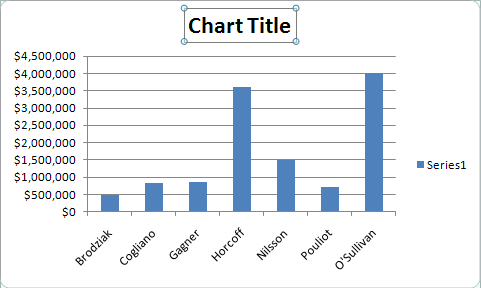 Chart Title
$4,500,000
$4,000,000
$3,500,000
$3,000,000
$2,500,000
$2,000,000
$1,500,000
$1,000,000
$500,000
$0
Brodziak
Cogliano
Gagner
Horcoff
Nilsson
Pouliot
O'Sullivan
Series1